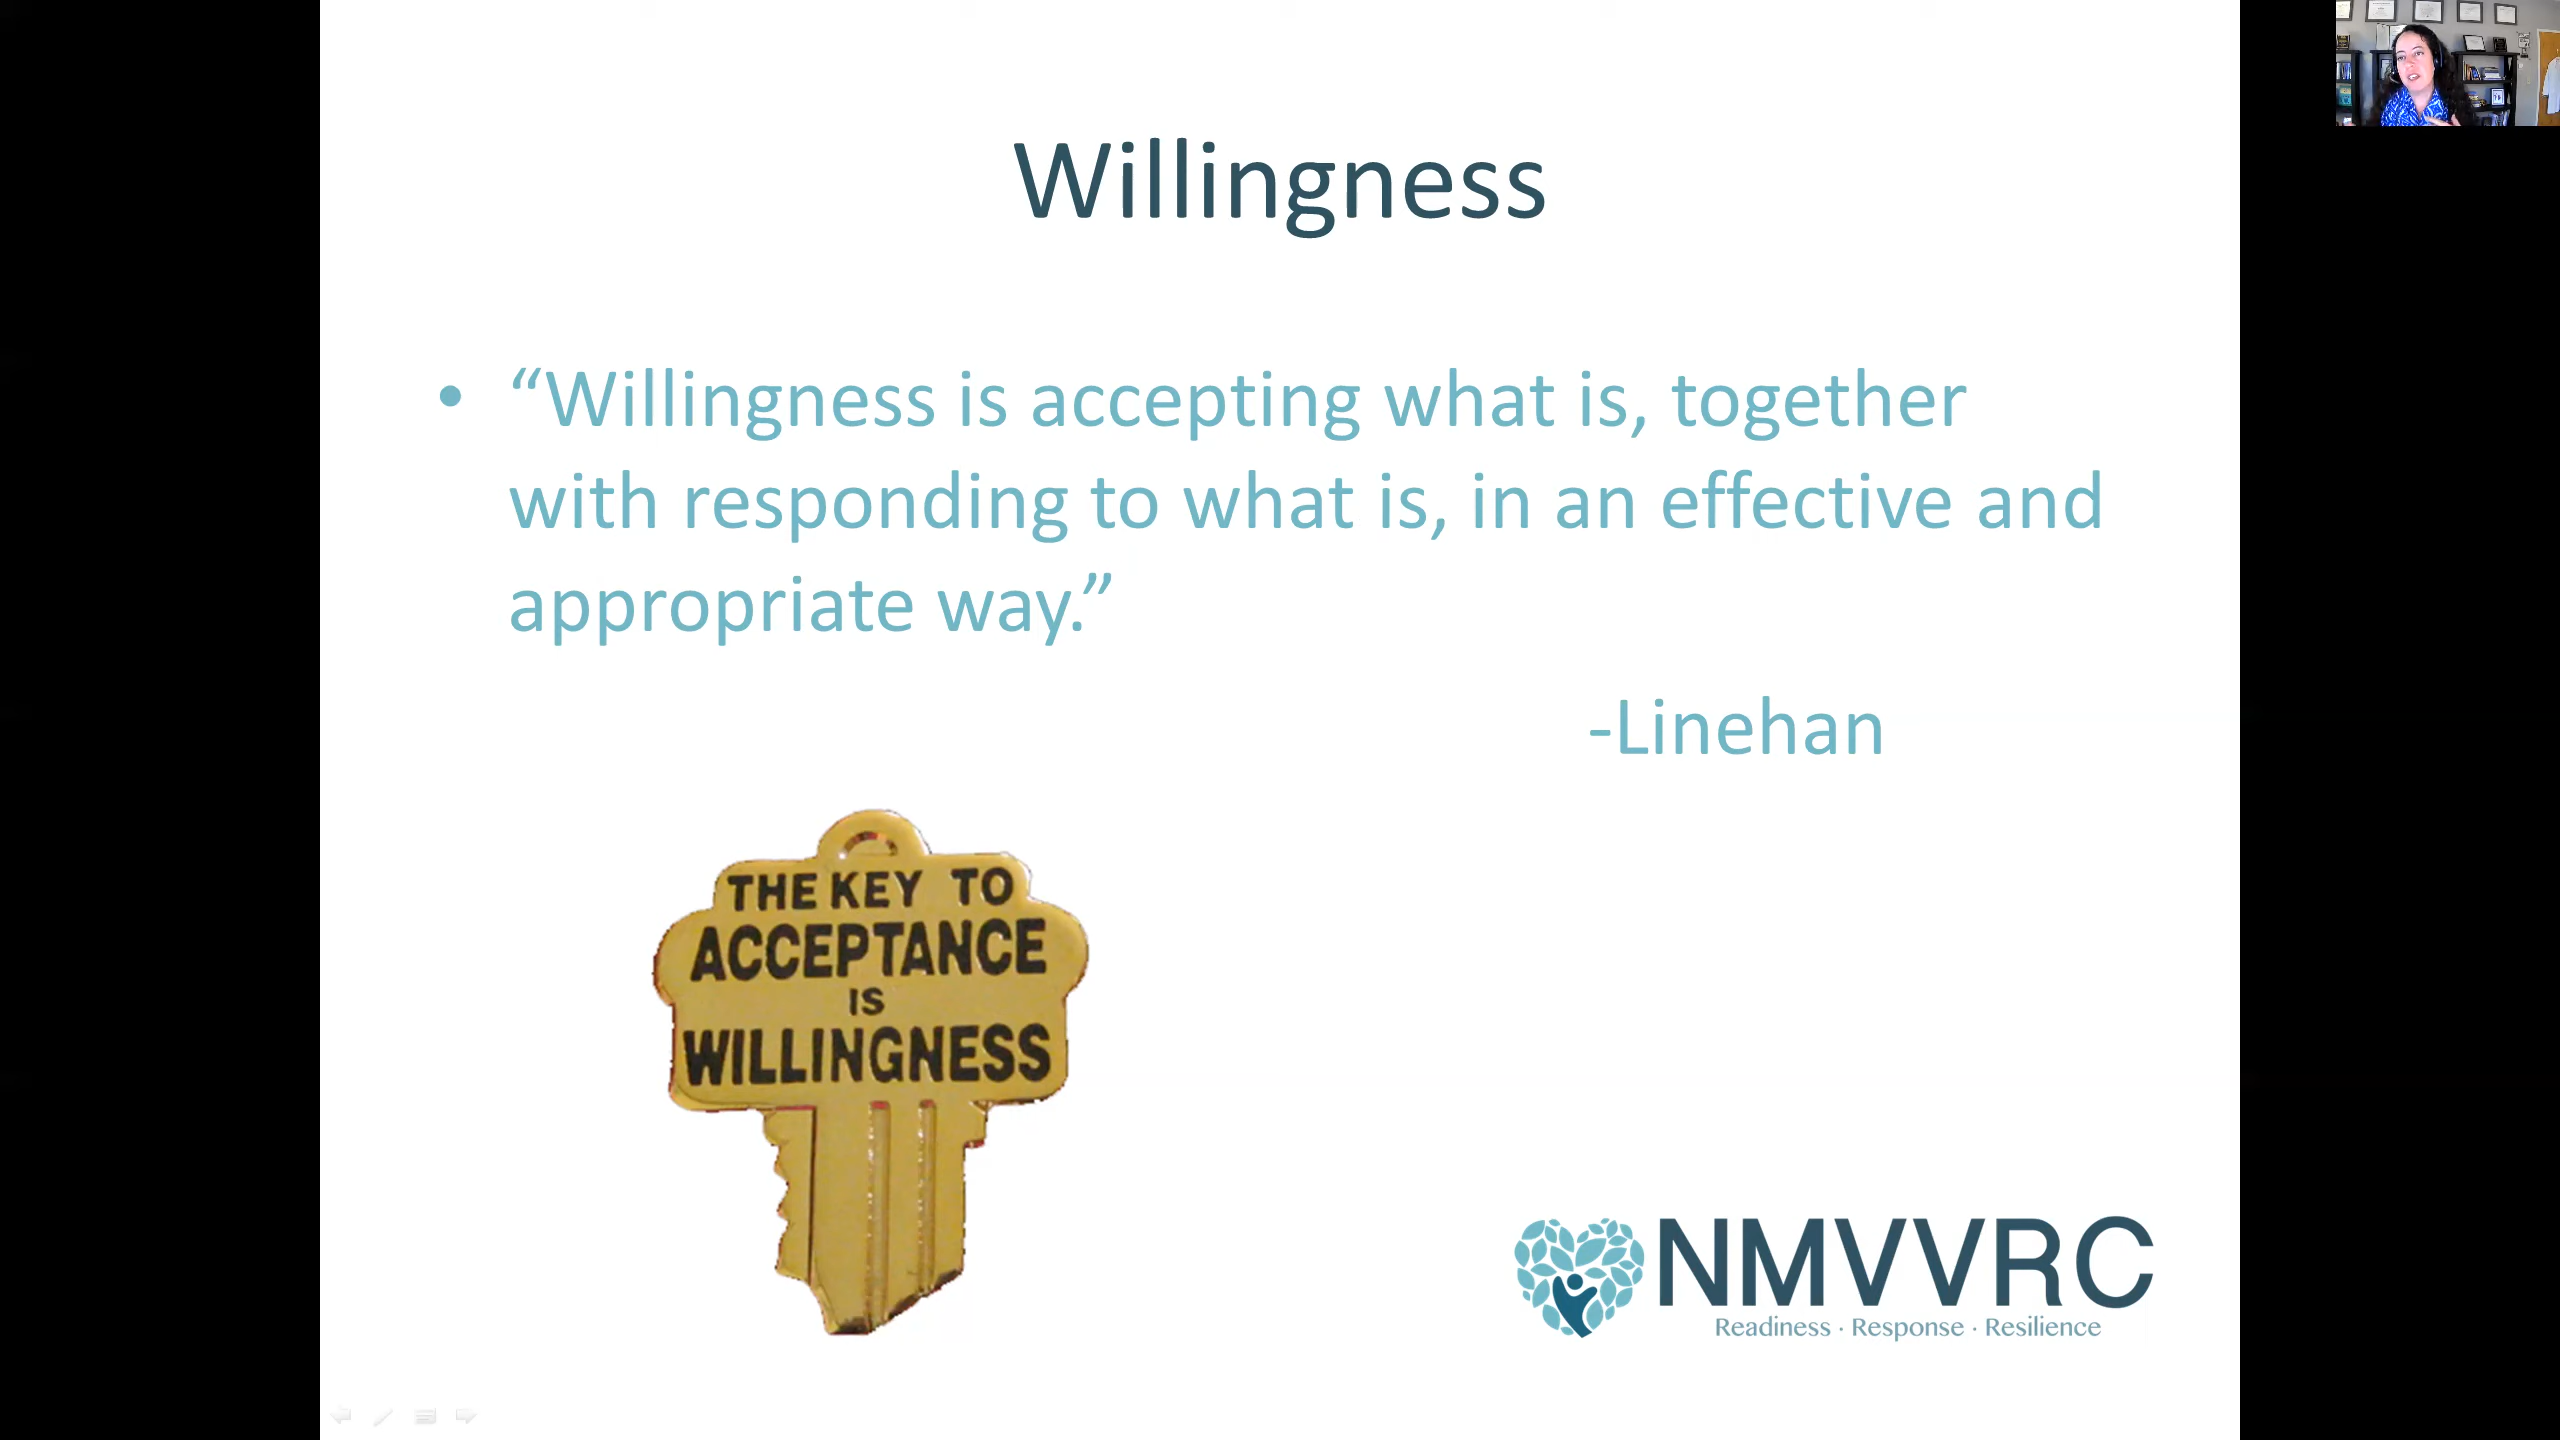 Willingness
• “Willingness is accepting what is, together
with responding to what is, in an effective and
appropriate way.”
-Linehan
THE KEY TO
ACCEPTANCE
IS
WILLINGNESS
NMVVRC
Readiness · Response · Resilience